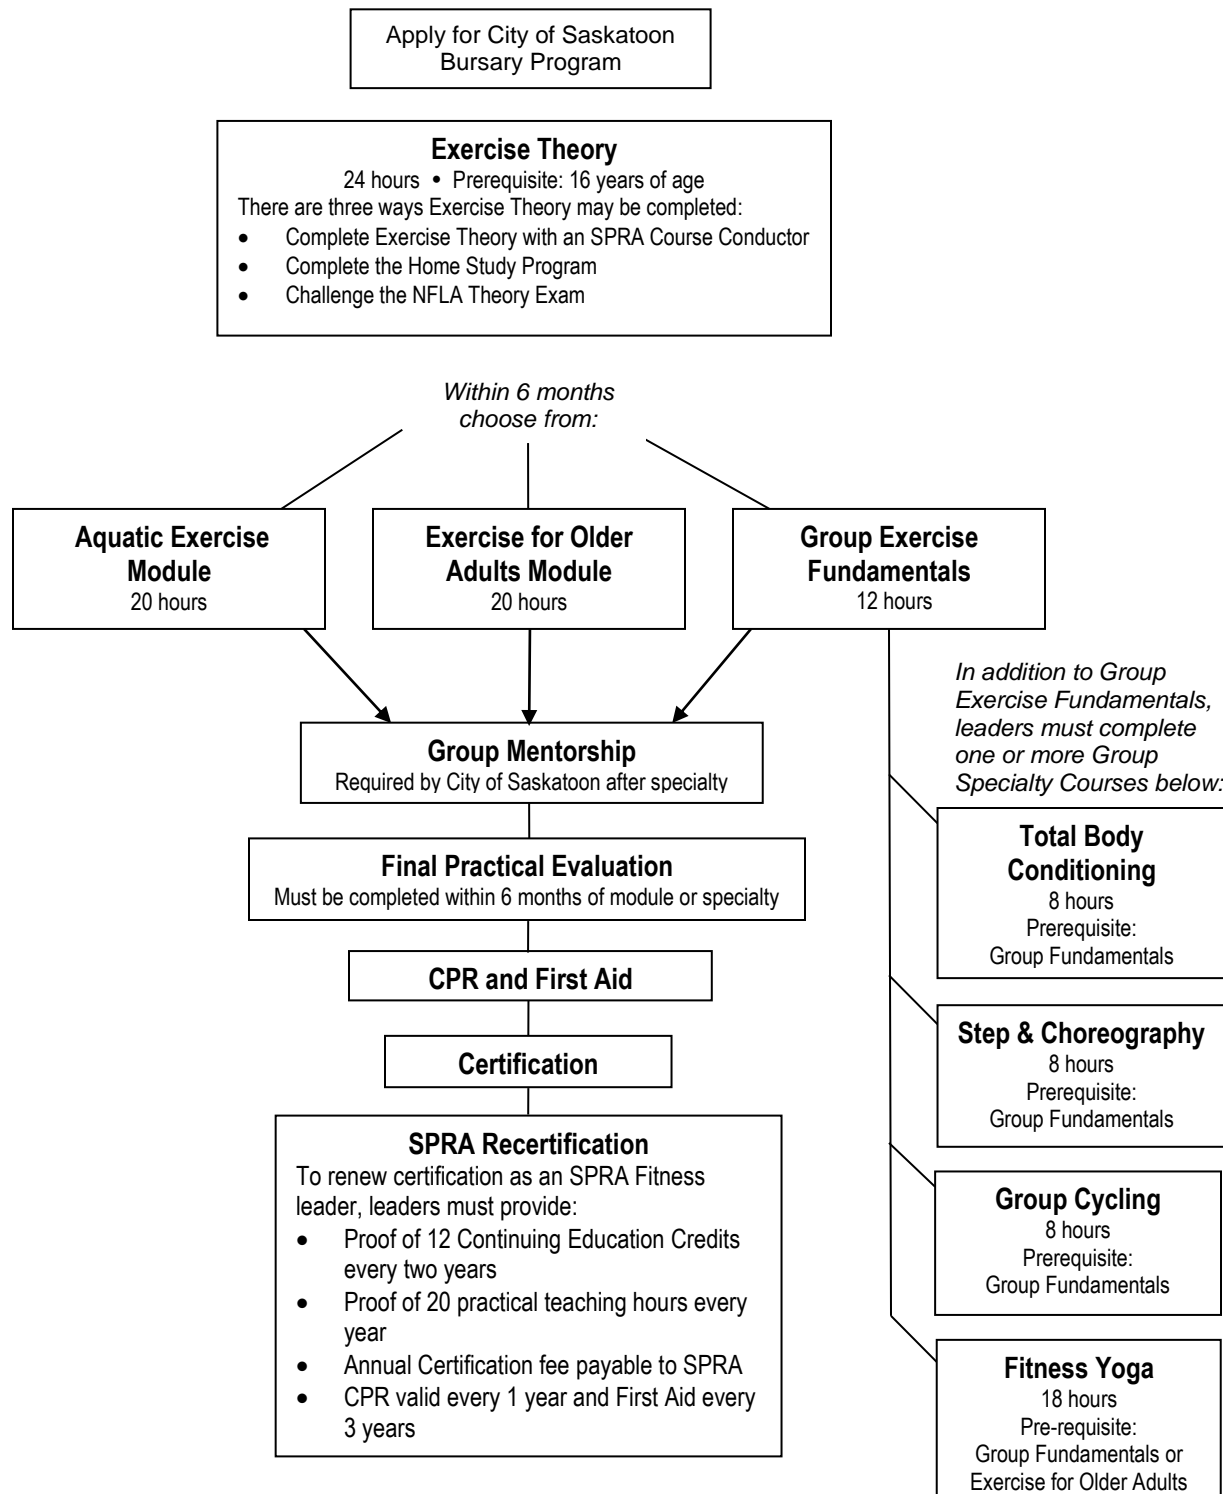 Apply for City of Saskatoon
Bursary Program
Exercise Theory
24 hours • Prerequisite: 16 years of age
There are three ways Exercise Theory may be completed:
• Complete Exercise Theory with an SPRA Course Conductor
• Complete the Home Study Program
• Challenge the NFLA Theory Exam
Within 6 months
choose from:
Aquatic Exercise
Module
20 hours
Exercise for Older
Adults Module
20 hours
Group Exercise
Fundamentals
12 hours
In addition to Group
Exercise Fundamentals,
leaders must complete
one or more Group
Specialty Courses below:
Group Mentorship
Required by City of Saskatoon after specialty
Final Practical Evaluation
Must be completed within 6 months of module or specialty
CPR and First Aid
Certification
SPRA Recertification
To renew certification as an SPRA Fitness
leader, leaders must provide:
• Proof of 12 Continuing Education Credits
every two years
• Proof of 20 practical teaching hours every
year
• Annual Certification fee payable to SPRA
• CPR valid every 1 year and First Aid every
3 years
Total Body
Conditioning
8 hours
Prerequisite:
Group Fundamentals
Step & Choreography
8 hours
Prerequisite:
Group Fundamentals
Group Cycling
8 hours
Prerequisite:
Group Fundamentals
Fitness Yoga
18 hours
Pre-requisite:
Group Fundamentals or
Exercise for Older Adults